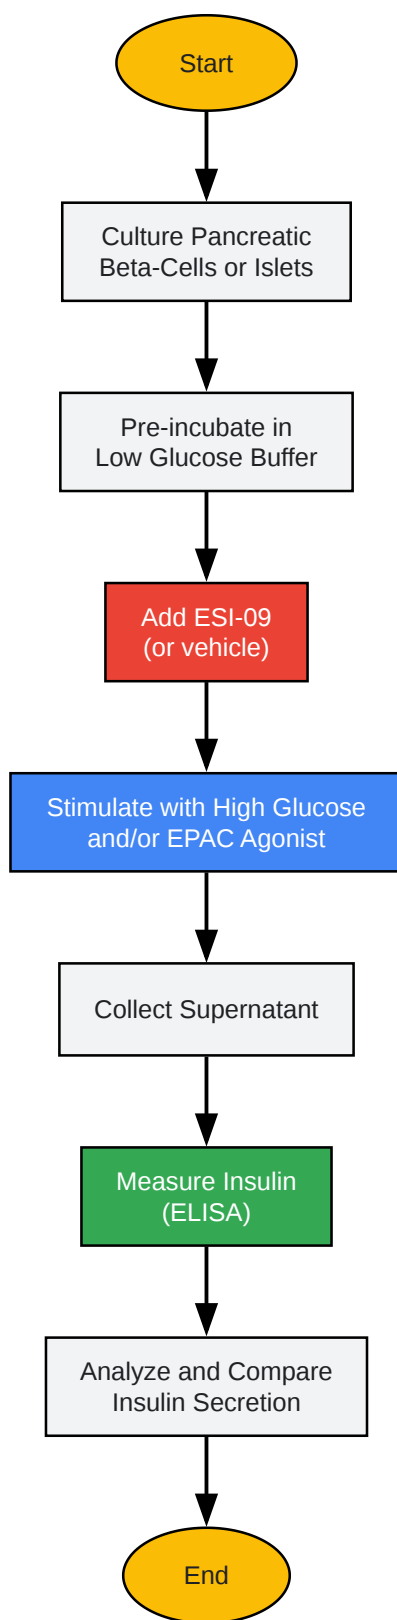 Start
Culture Pancreatic
Beta-Cells or Islets
Pre-incubate in
Low Glucose Buffer
Add ESI-09
(or vehicle)
Stimulate with High Glucose
and/or EPAC Agonist
Collect Supernatant
Measure Insulin
(ELISA)
Analyze and Compare
Insulin Secretion
End